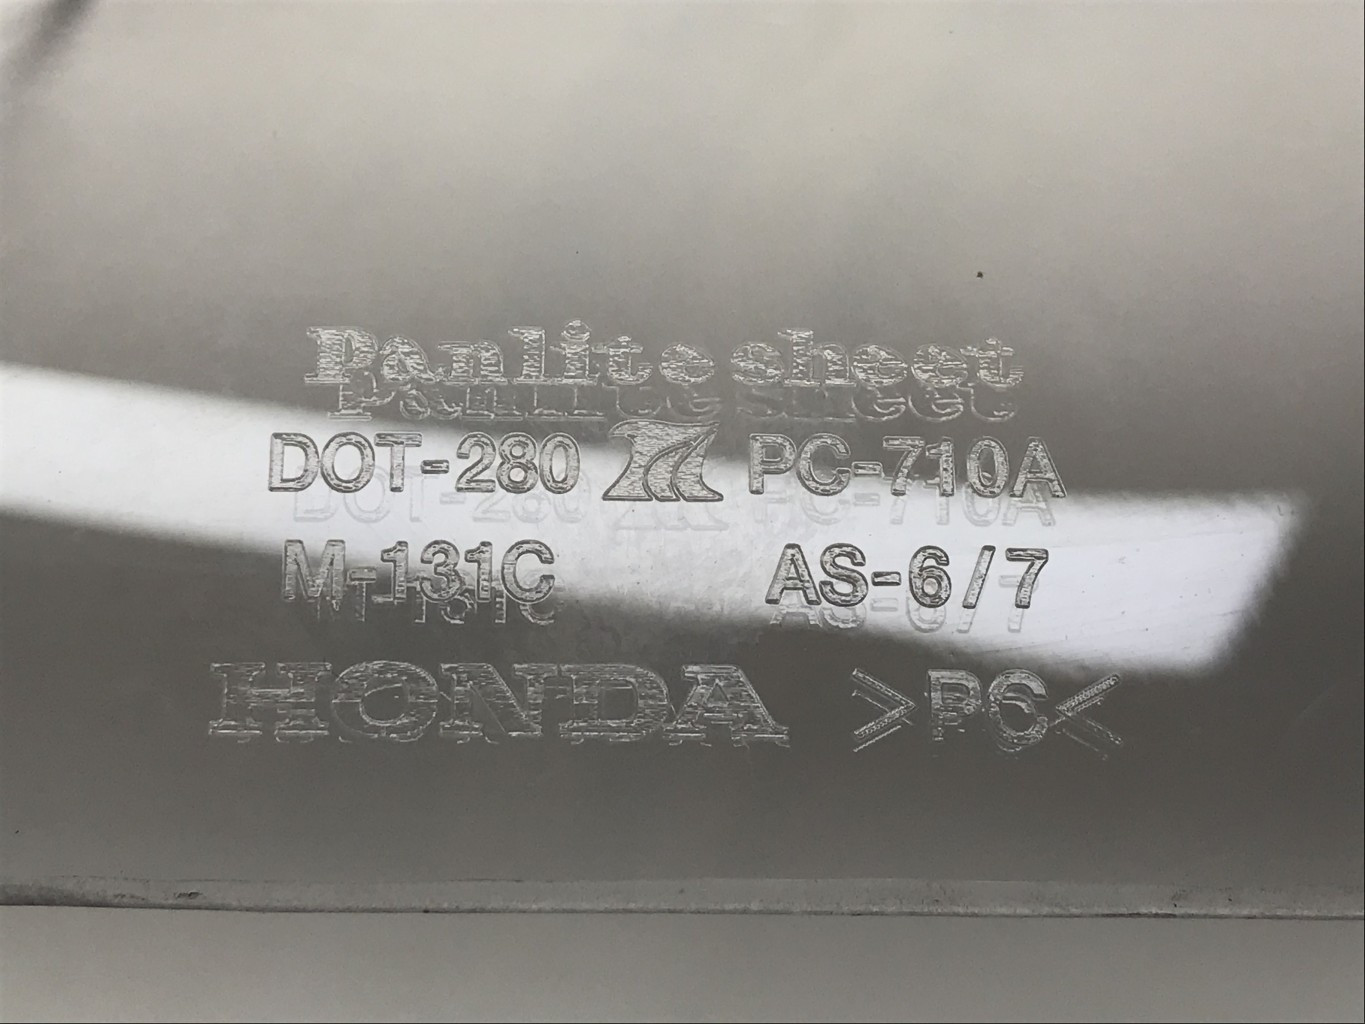 Panlite sheet
DOT-280 PC-710A
M-131C AS-6/7
HONDA >PC<